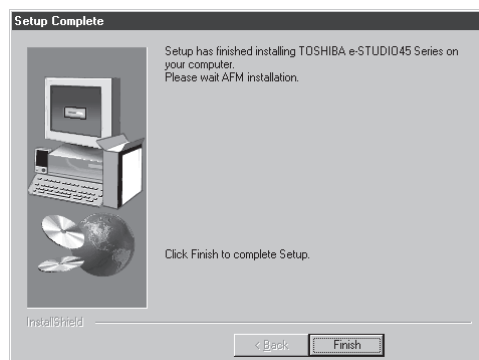 Setup Complete
Setup has finished installing TOSHIBA e-STUDIO45 Series on
your computer.
Please wait AFM installation.
Click Finish to complete Setup.
InstallShield
< Back
Finish